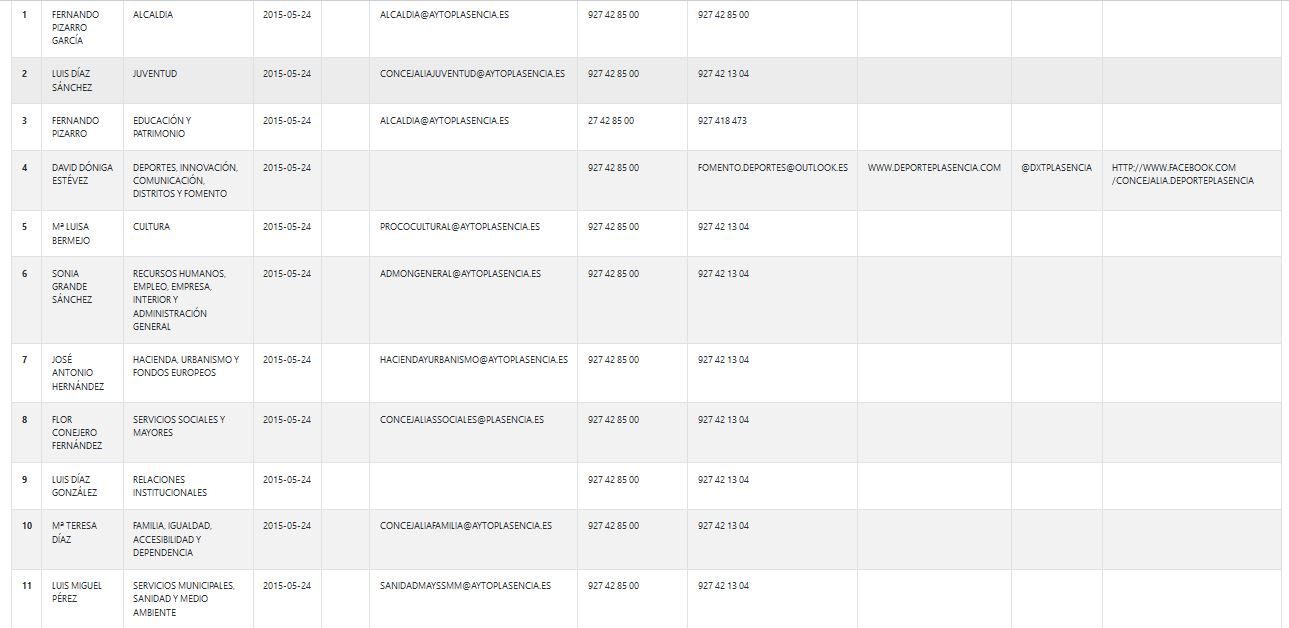 1 FERNANDO PIZARRO GARCÍA ALCALDIA 2015-05-24 ALCALDIA@AYTOPLASENCIA.ES 927 42 85 00 927 42 85 00
2 LUIS DÍAZ SÁNCHEZ JUVENTUD 2015-05-24 CONCEJALIAJUVENTUD@AYTOPLASENCIA.ES 927 42 85 00 927 42 13 04
3 FERNANDO PIZARRO EDUCACIÓN Y PATRIMONIO 2015-05-24 ALCALDIA@AYTOPLASENCIA.ES 27 42 85 00 927 418 473
4 DAVID DÓNIGA ESTÉVEZ DEPORTES, INNOVACIÓN, COMUNICACIÓN, DISTRITOS Y FOMENTO 2015-05-24 927 42 85 00 FOMENTO.DEPORTES@OUTLOOK.ES WWW.DEPORTEPLASENCIA.COM @DXTPLASENCIA HTTP://WWW.FACEBOOK.COM /CONCEJALIA.DEPORTEPLASENCIA
5 Mª LUISA BERMEJO CULTURA 2015-05-24 PROCOCULTURAL@AYTOPLASENCIA.ES 927 42 85 00 927 42 13 04
6 SONIA GRANDE SÁNCHEZ RECURSOS HUMANOS, EMPLEO, EMPRESA, INTERIOR Y ADMINISTRACIÓN GENERAL 2015-05-24 ADMONGENERAL@AYTOPLASENCIA.ES 927 42 85 00 927 42 13 04
7 JOSÉ ANTONIO HERNÁNDEZ HACIENDA, URBANISMO Y FONDOS EUROPEOS 2015-05-24 HACIENDAYURBANISMO@AYTOPLASENCIA.ES 927 42 85 00 927 42 13 04
8 FLOR CONEJERO FERNÁNDEZ SERVICIOS SOCIALES Y MAYORES 2015-05-24 CONCEJALIASSOCIALES@PLASENCIA.ES 927 42 85 00 927 42 13 04
9 LUIS DÍAZ GONZÁLEZ RELACIONES INSTITUCIONALES 2015-05-24 927 42 85 00 927 42 13 04
10 Mª TERESA DÍAZ FAMILIA, IGUALDAD, ACCESIBILIDAD Y DEPENDENCIA 2015-05-24 CONCEJALIAFAMILIA@AYTOPLASENCIA.ES 927 42 85 00 927 42 13 04
11 LUIS MIGUEL PÉREZ SERVICIOS MUNICIPALES, SANIDAD Y MEDIO AMBIENTE 2015-05-24 SANIDADMAYSSMM@AYTOPLASENCIA.ES 927 42 85 00 927 42 13 04